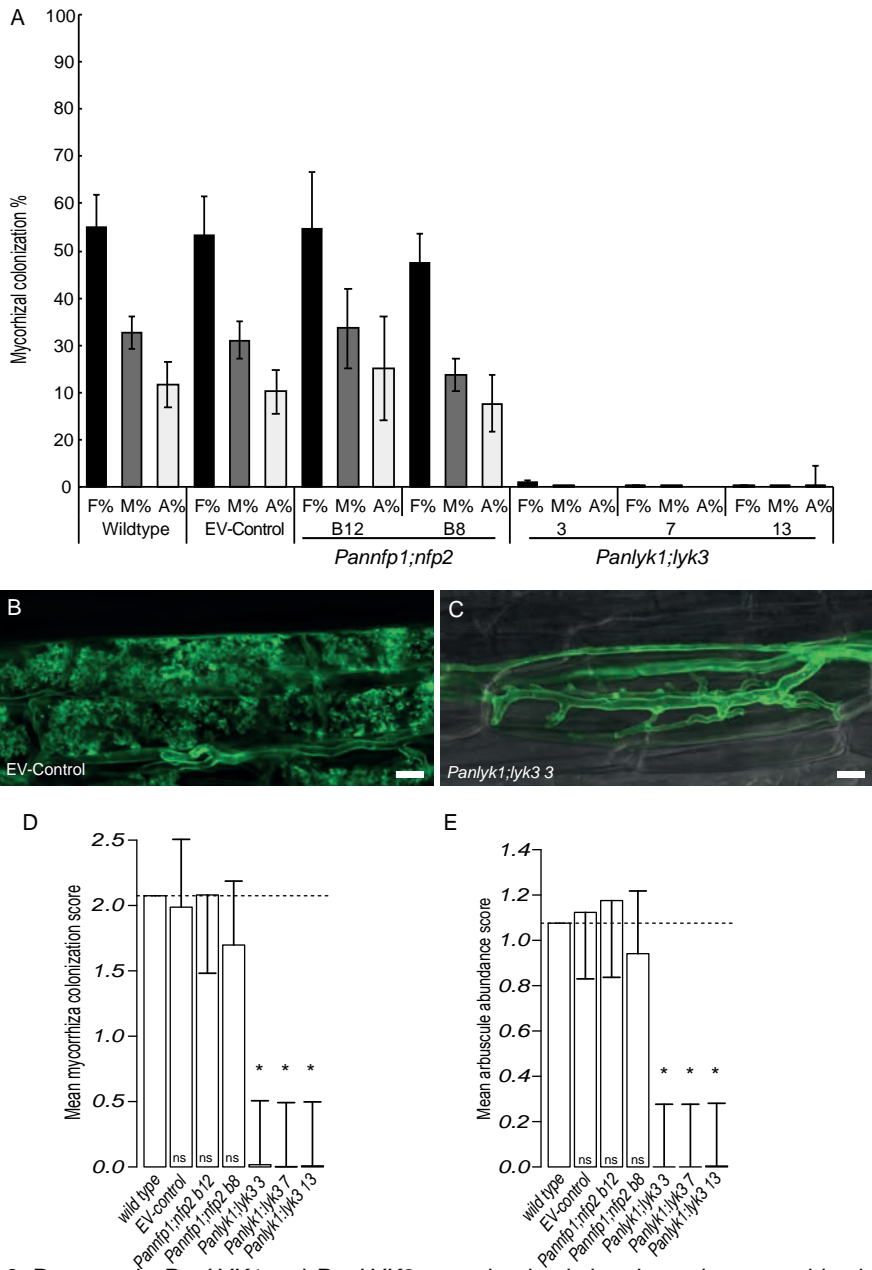 A
Mycorhizal colonization %
100
90
80
70
60
50
40
30
10
20
0
F% M% A% F% M% A% F% M% A% F% M% A% F% M% A% F% M% A% F% M% A%
Wildtype EV-Control B12 B8 3 7 13
Pannfp1;nfp2 Panlyk1;lyk3
B
EV-Control
C
Panlyk1;lyk3 3
D
Mean mycorrhiza colonization score
2.5
2.0
1.5
1.0
0.5
0.0
* * *
ns ns ns
wild type
EV-control
Pannfp1;nfp2 b12
Pannfp1;nfp2 b8
Panlyk1:lyk3 3
Panlyk1:lyk3 7
Panlyk1:lyk3 13
E
Mean arbuscule abundance score
1.4
1.2
1.0
0.8
0.6
0.4
0.2
0.0
* * *
ns ns ns
wild type
EV-control
Pannfp1;nfp2 b12
Pannfp1;nfp2 b8
Panlyk1:lyk3 3
Panlyk1:lyk3 7
Panlyk1:lyk3 13